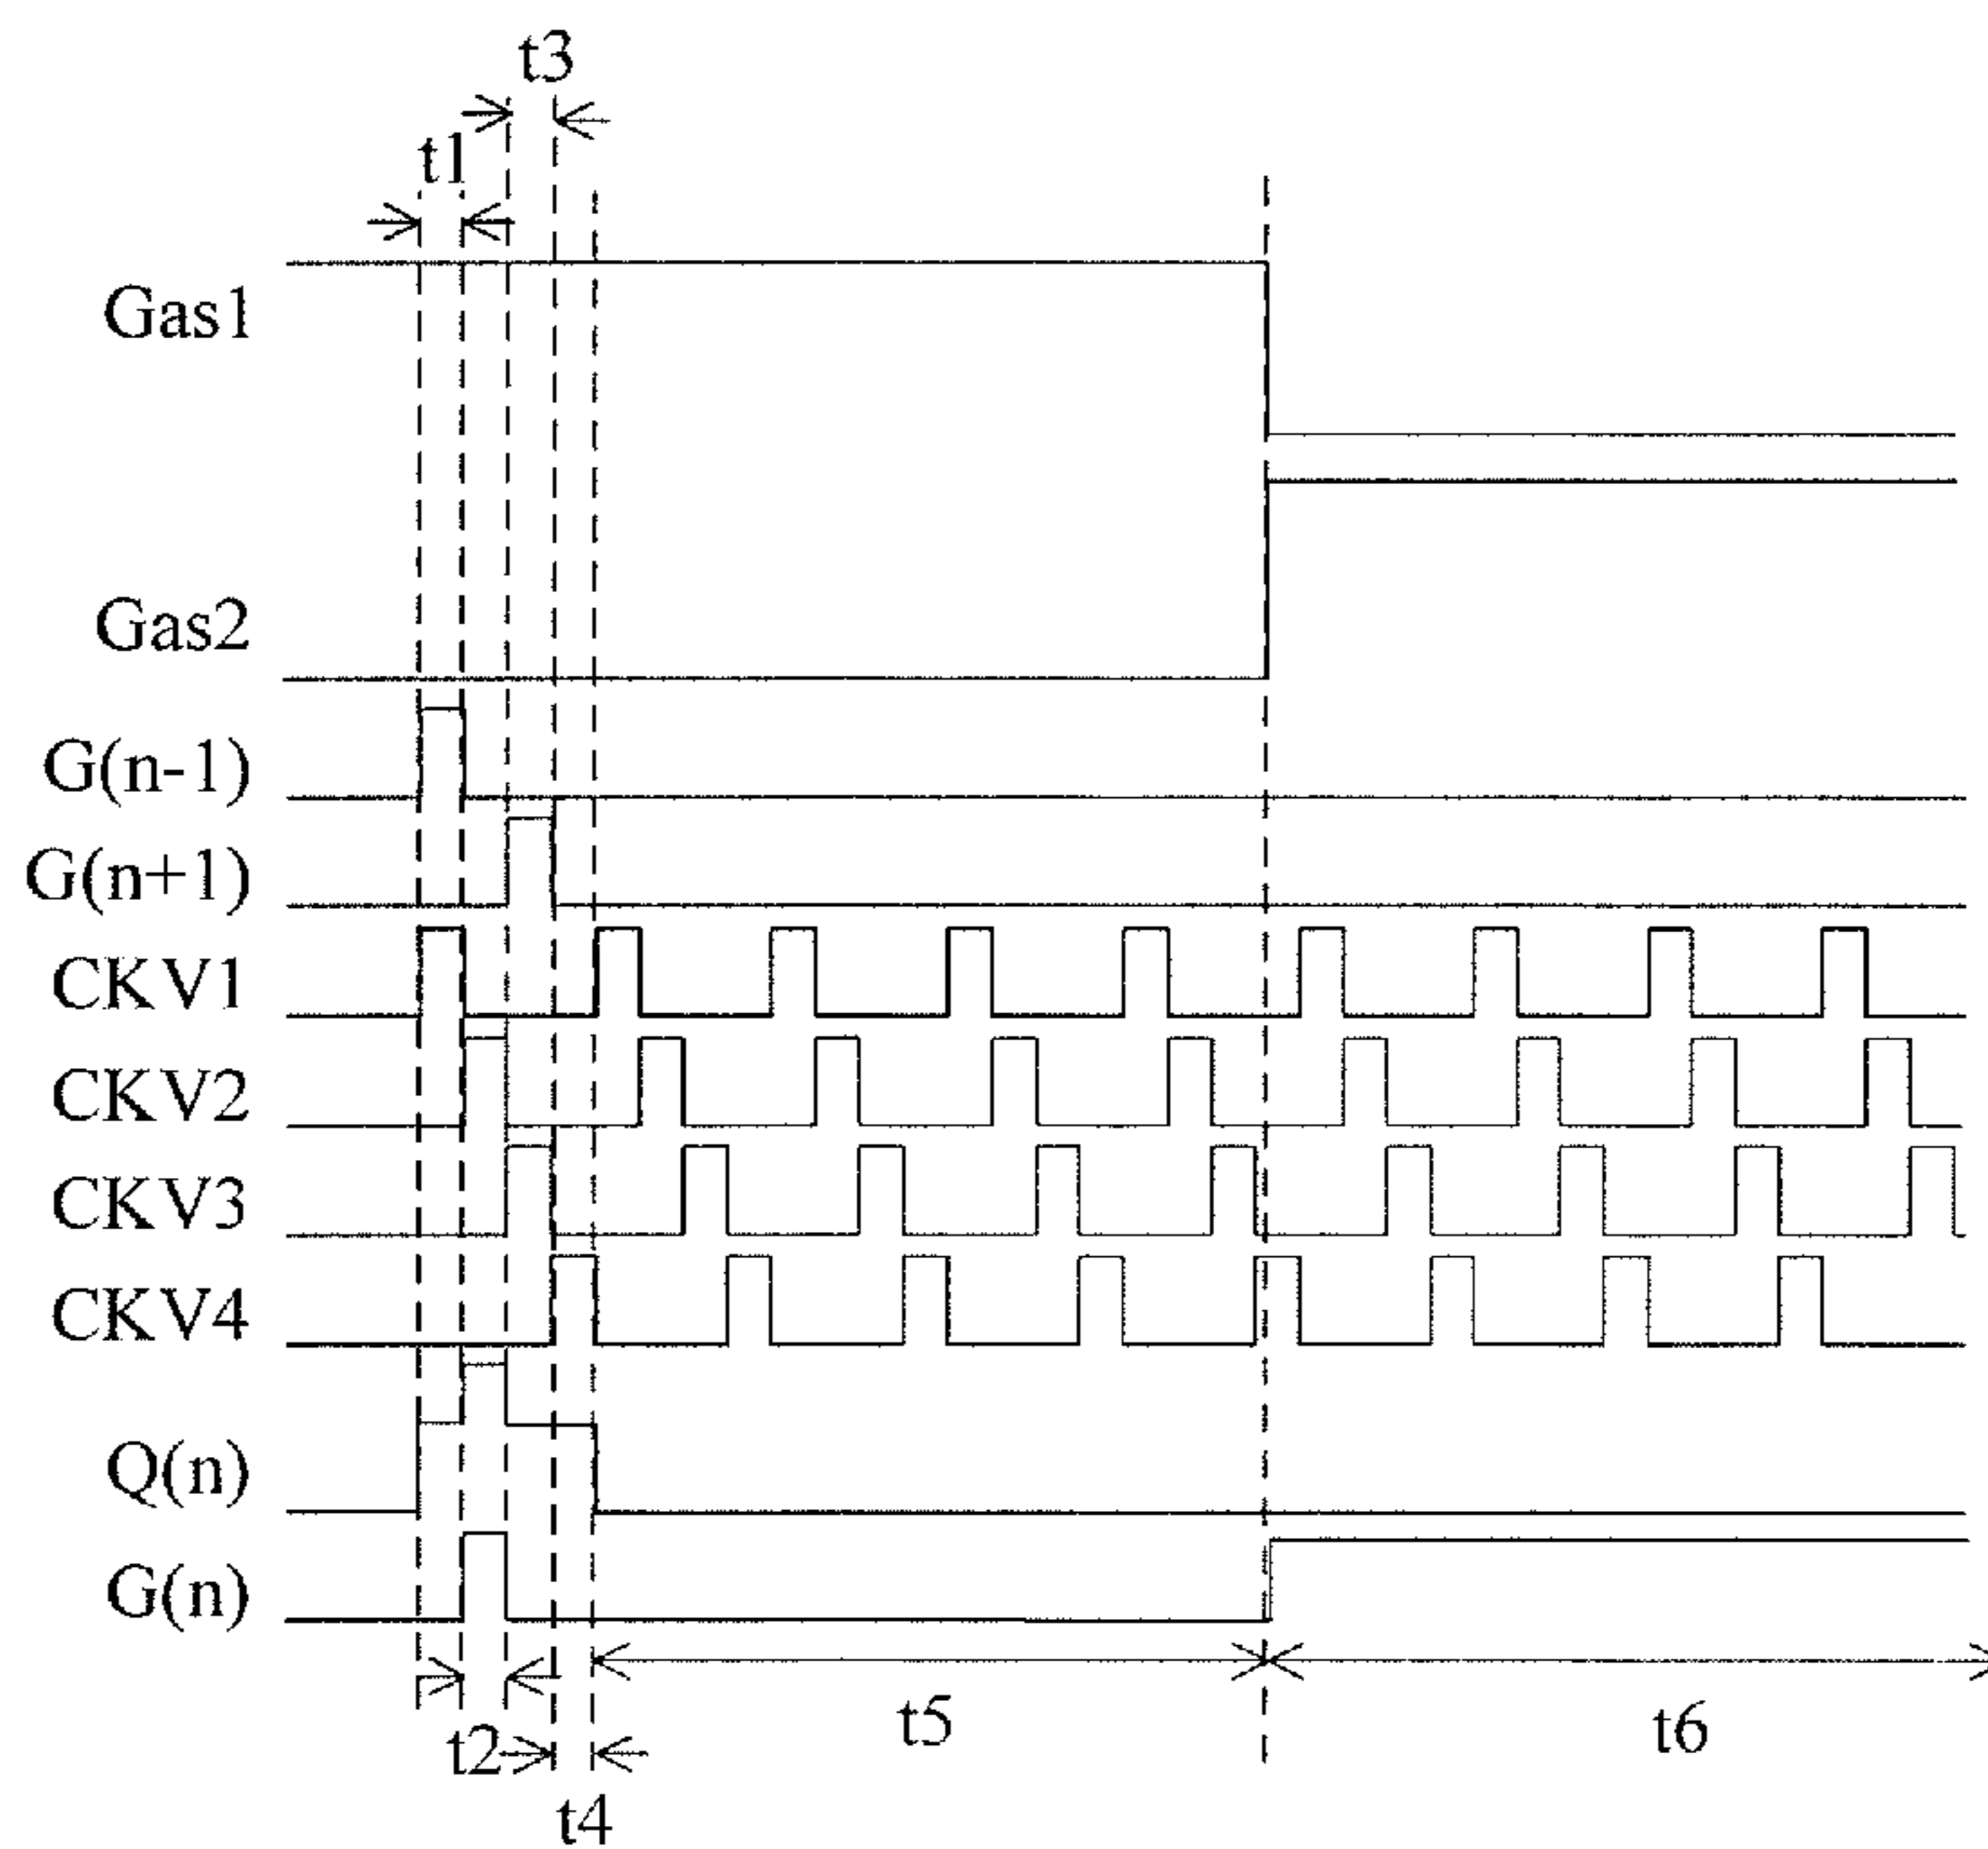 t3
t1
Gas1
Gas2
G(n-1)
G(n+1)
CKV1
CKV2
CKV3
CKV4
Q(n)
G(n)
t5
t6
t2
t4